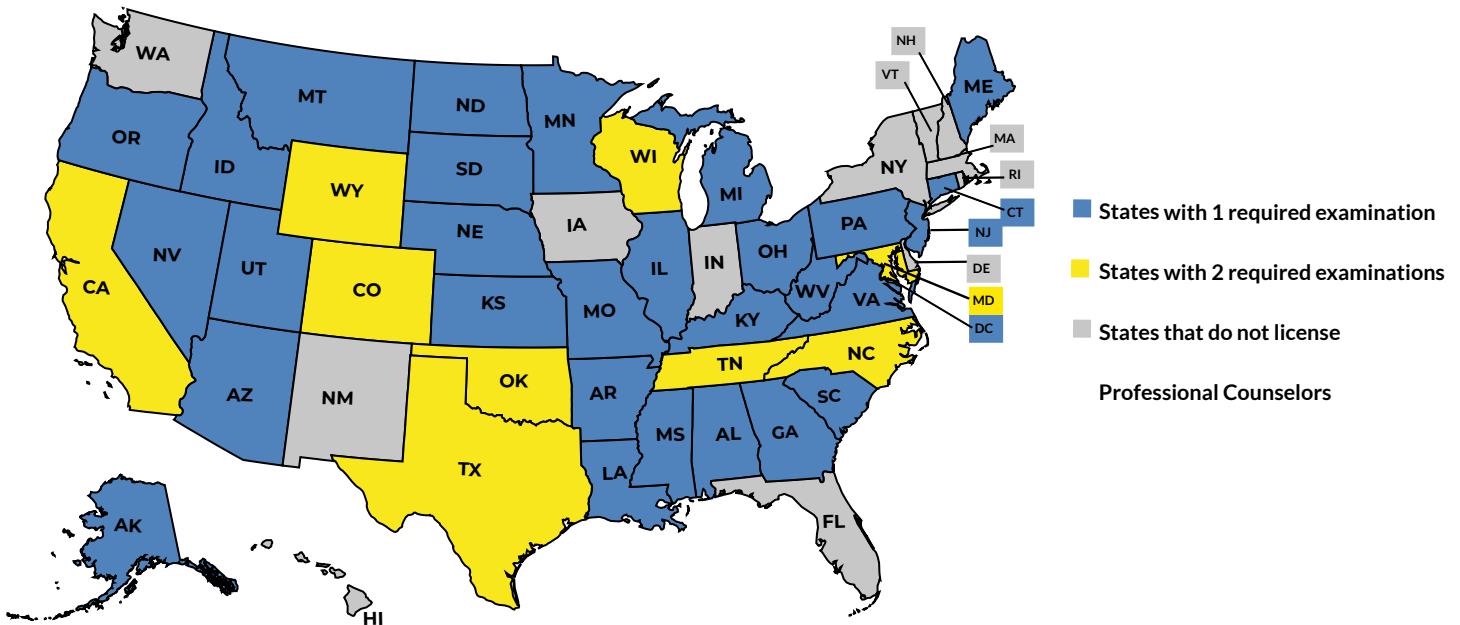 WA
NH
VT
ME
MT
ND
MN
OR
MA
ID
SD
WI
NY
RI
WY
MI
CT
States with 1 required examination
IA
PA
NJ
NE
NV
OH
UT
IL
IN
DE
States with 2 required examinations
CA
CO
WV
VA
MD
KS
MO
KY
DC
States that do not license
Professional Counselors
TN
NC
OK
AZ
NM
AR
SC
MS
AL
GA
TX
LA
AK
FL
HI